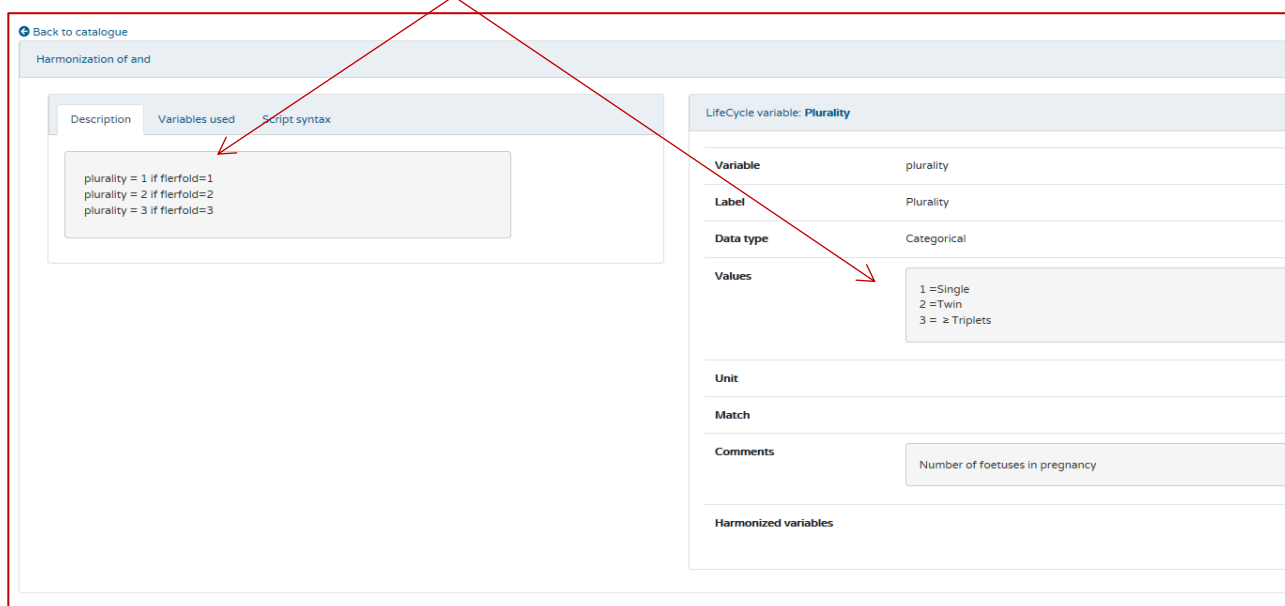 Back to catalogue
Harmonization of and
Description Variables used Script syntax
plurality = 1 if flerfold=1
plurality = 2 if flerfold=2
plurality = 3 if flerfold=3
LifeCycle variable: Plurality
Variable plurality
Label Plurality
Data type Categorical
Values
1 =Single
2 =Twin
3 = ≥ Triplets
Unit
Match
Comments
Number of foetuses in pregnancy
Harmonized variables